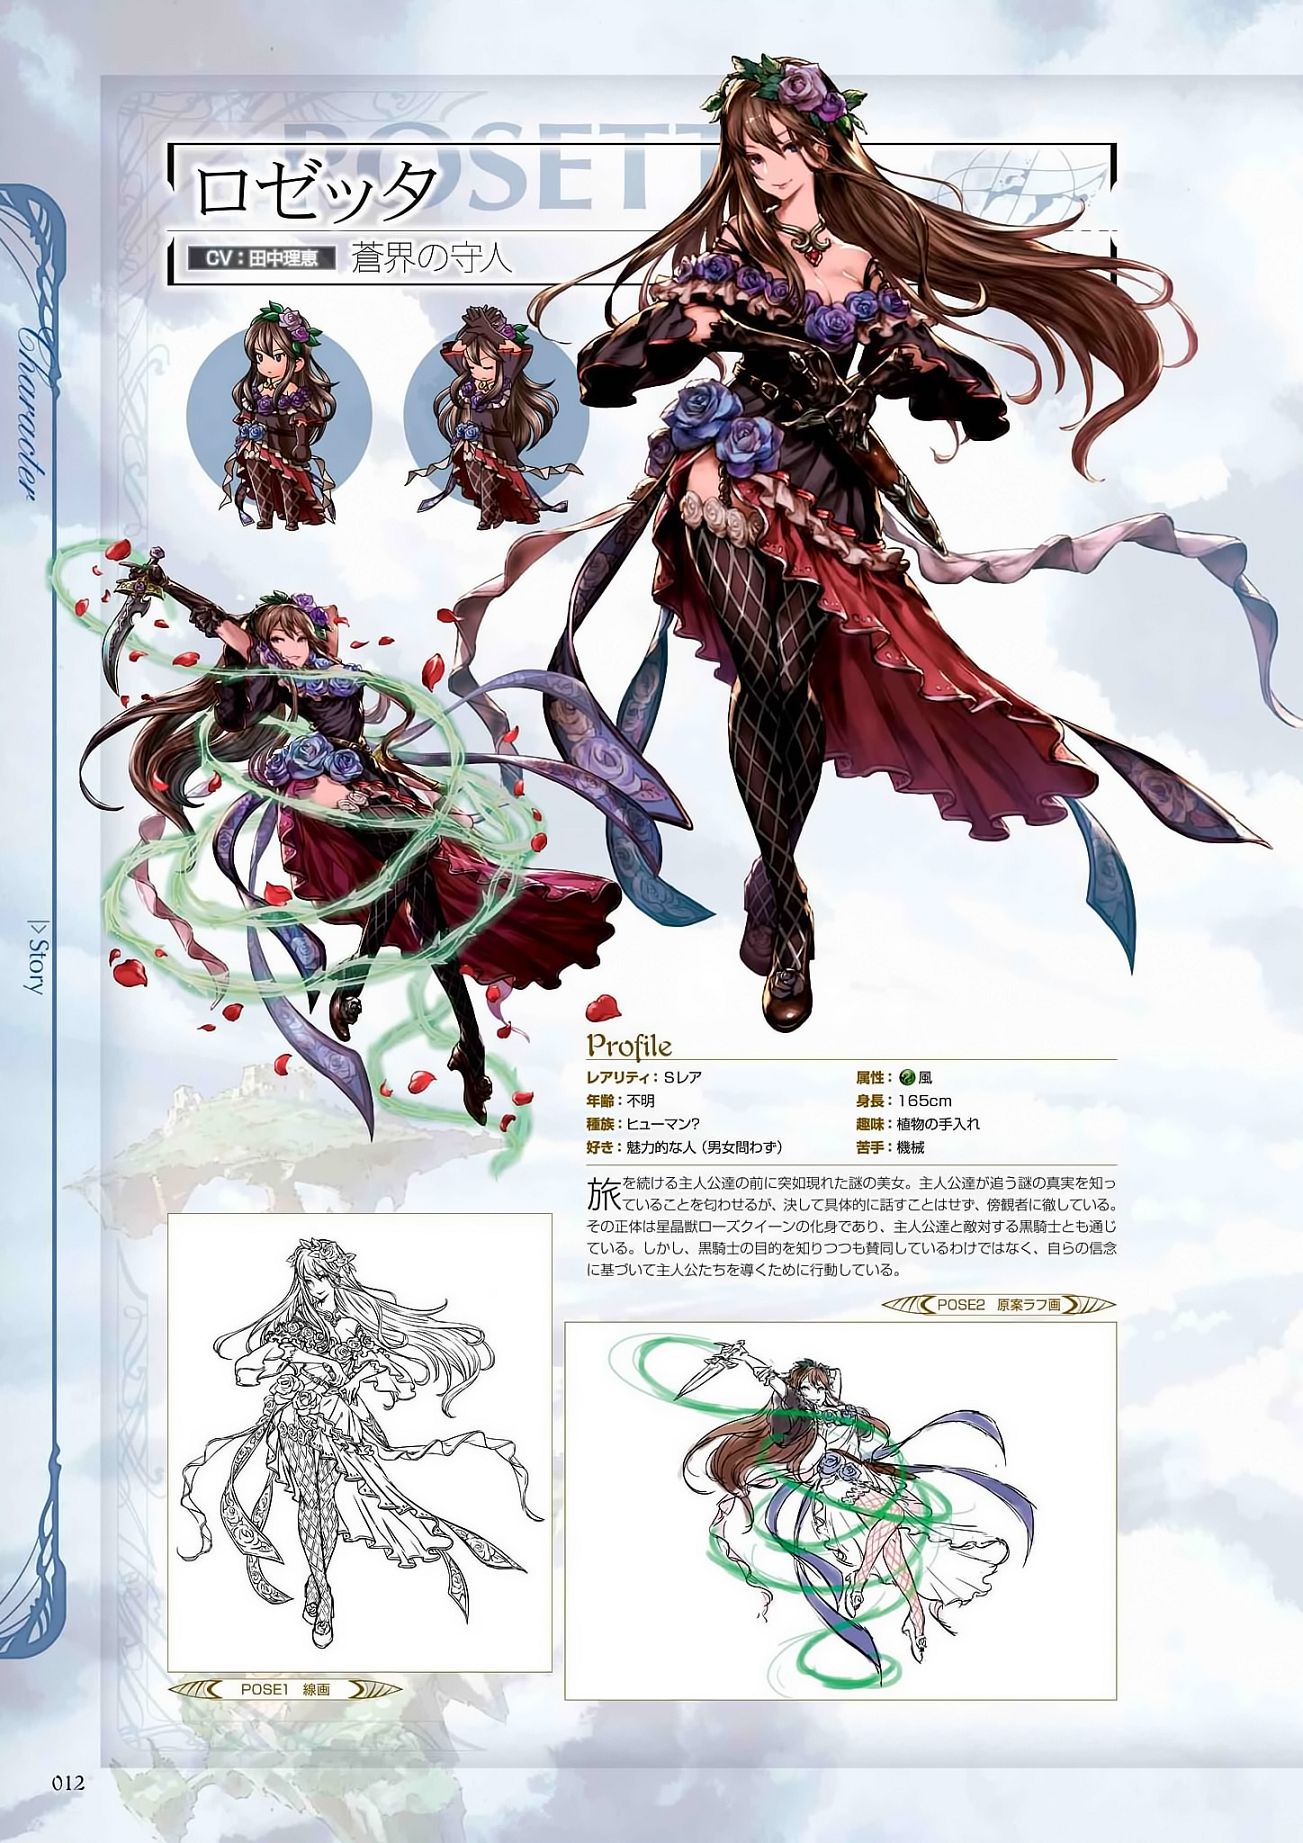 ROSETT
ロゼッタ
CV：田中理恵 蒼界の守人
Character
Story
Profile
レアリティ：Sレア
属性：風
年齢：不明
身長：165cm
種族：ヒューマン?
趣味：植物の手入れ
好き：魅力的な人（男女問わず）
苦手：機械
旅を続ける主人公達の前に突如現れた謎の美女。主人公達が追う謎の真実を知っ
ていることを匂わせるが、決して具体的に話すことはせず、傍観者に徹している。
その正体は星晶獣ローズクイーンの化身であり、主人公達と敵対する黒騎士とも通じ
ている。しかし、黒騎士の目的を知りつつも賛同しているわけではなく、自らの信念
に基づいて主人公たちを導くために行動している。
POSE2 原案ラフ画
POSE1 線画
012